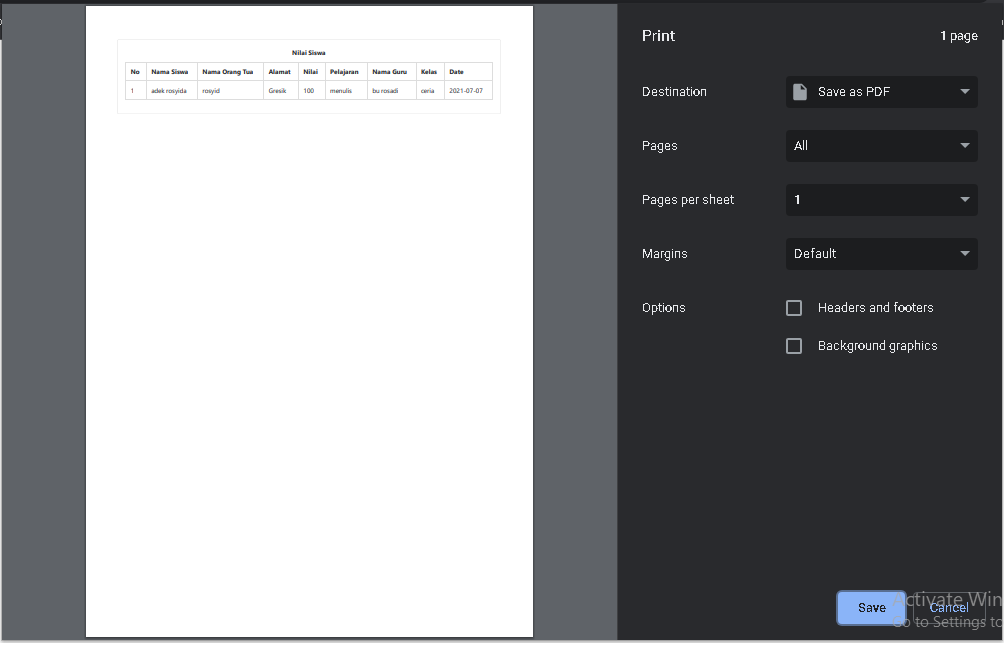 Nilai Siswa
No Nama Siswa Nama Orang Tua Alamat Nilai Pelajaran Nama Guru Kelas Date
1 adek rosyida rosyid Gresik 100 menulis bu rosadi ceria 2021-07-07
Print 1 page
Destination Save as PDF
Pages All
Pages per sheet 1
Margins Default
Options Headers and footers
Background graphics
Activate Win
Save Cancel
Go to Settings to